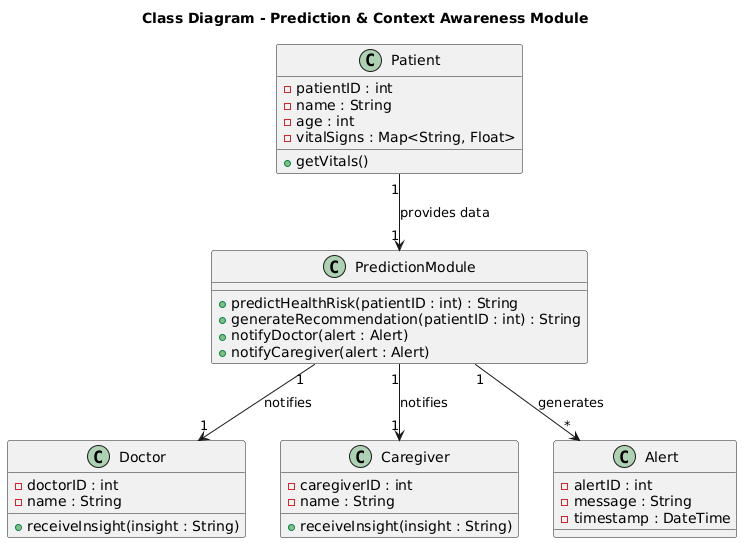 Class Diagram - Prediction & Context Awareness Module
C Patient
patientID : int
name : String
age : int
vitalSigns : Map<String, Float>
getVitals()
1
provides data
1
C PredictionModule
predictHealthRisk(patientID : int) : String
generateRecommendation(patientID : int) : String
notifyDoctor(alert : Alert)
notifyCaregiver(alert : Alert)
1 1 1
notifies notifies generates
1 1 *
C Doctor
doctorID : int
name : String
receiveInsight(insight : String)
C Caregiver
caregiverID : int
name : String
receiveInsight(insight : String)
C Alert
alertID : int
message : String
timestamp : DateTime